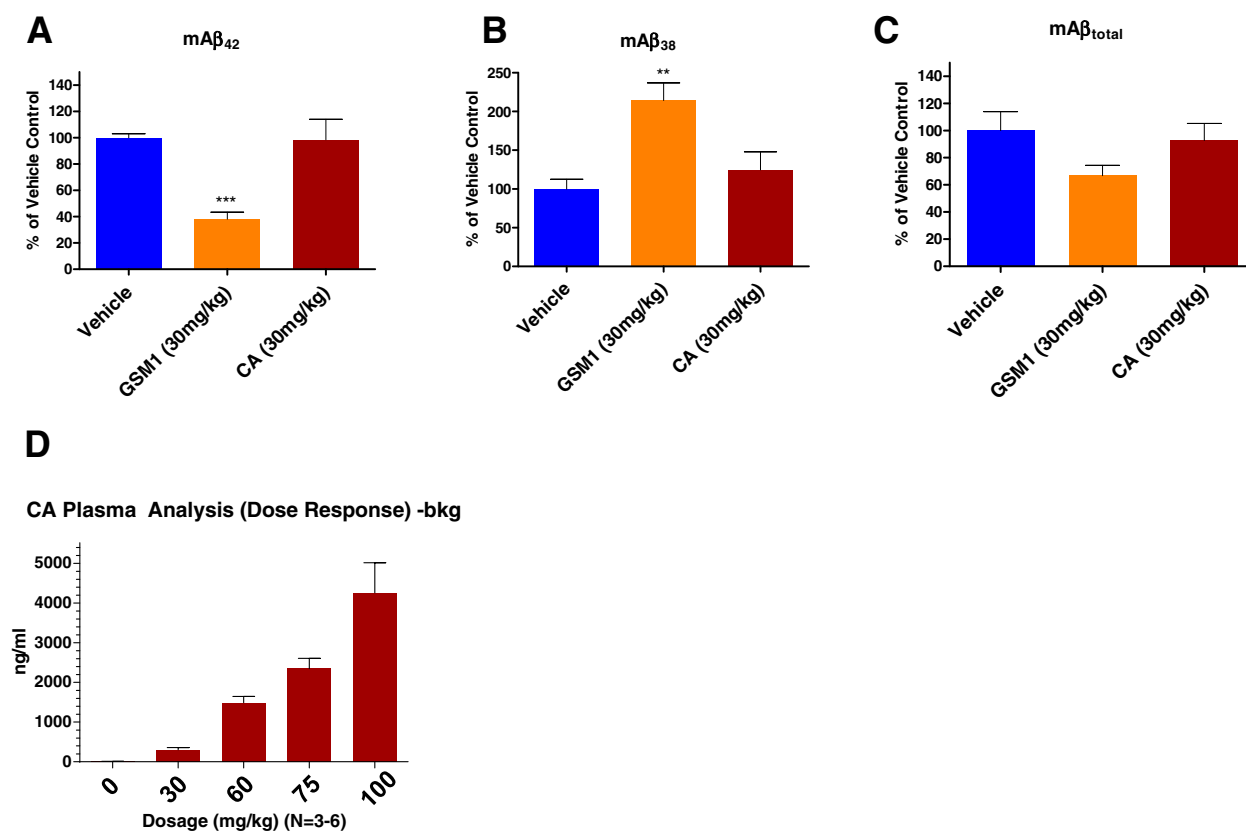 A
mAβ42
% of Vehicle Control
140
120
100
80
60
40
20
0
***
Vehicle
GSM1 (30mg/kg)
CA (30mg/kg)
B
mAβ38
% of Vehicle Control
250
200
150
100
50
0
**
Vehicle
GSM1 (30mg/kg)
CA (30mg/kg)
C
mAβtotal
% of Vehicle Control
140
120
100
80
60
40
20
0
Vehicle
GSM1 (30mg/kg)
CA (30mg/kg)
D
CA Plasma Analysis (Dose Response) -bkg
ng/ml
5000
4000
3000
2000
1000
0
0 30 60 75 100
Dosage (mg/kg) (N=3-6)